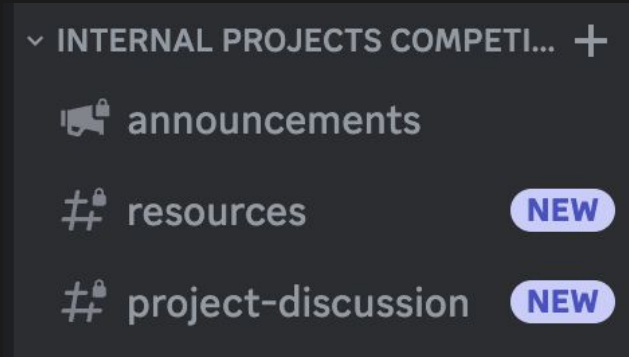 INTERNAL PROJECTS COMPETI... +
announcements
resources NEW
project-discussion NEW